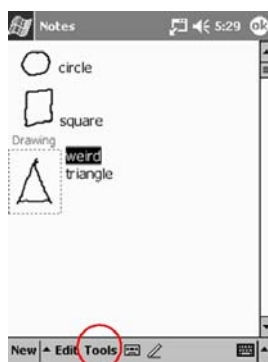 Notes 5:29 ok
circle
square
Drawing
weird
triangle
New Edit Tools